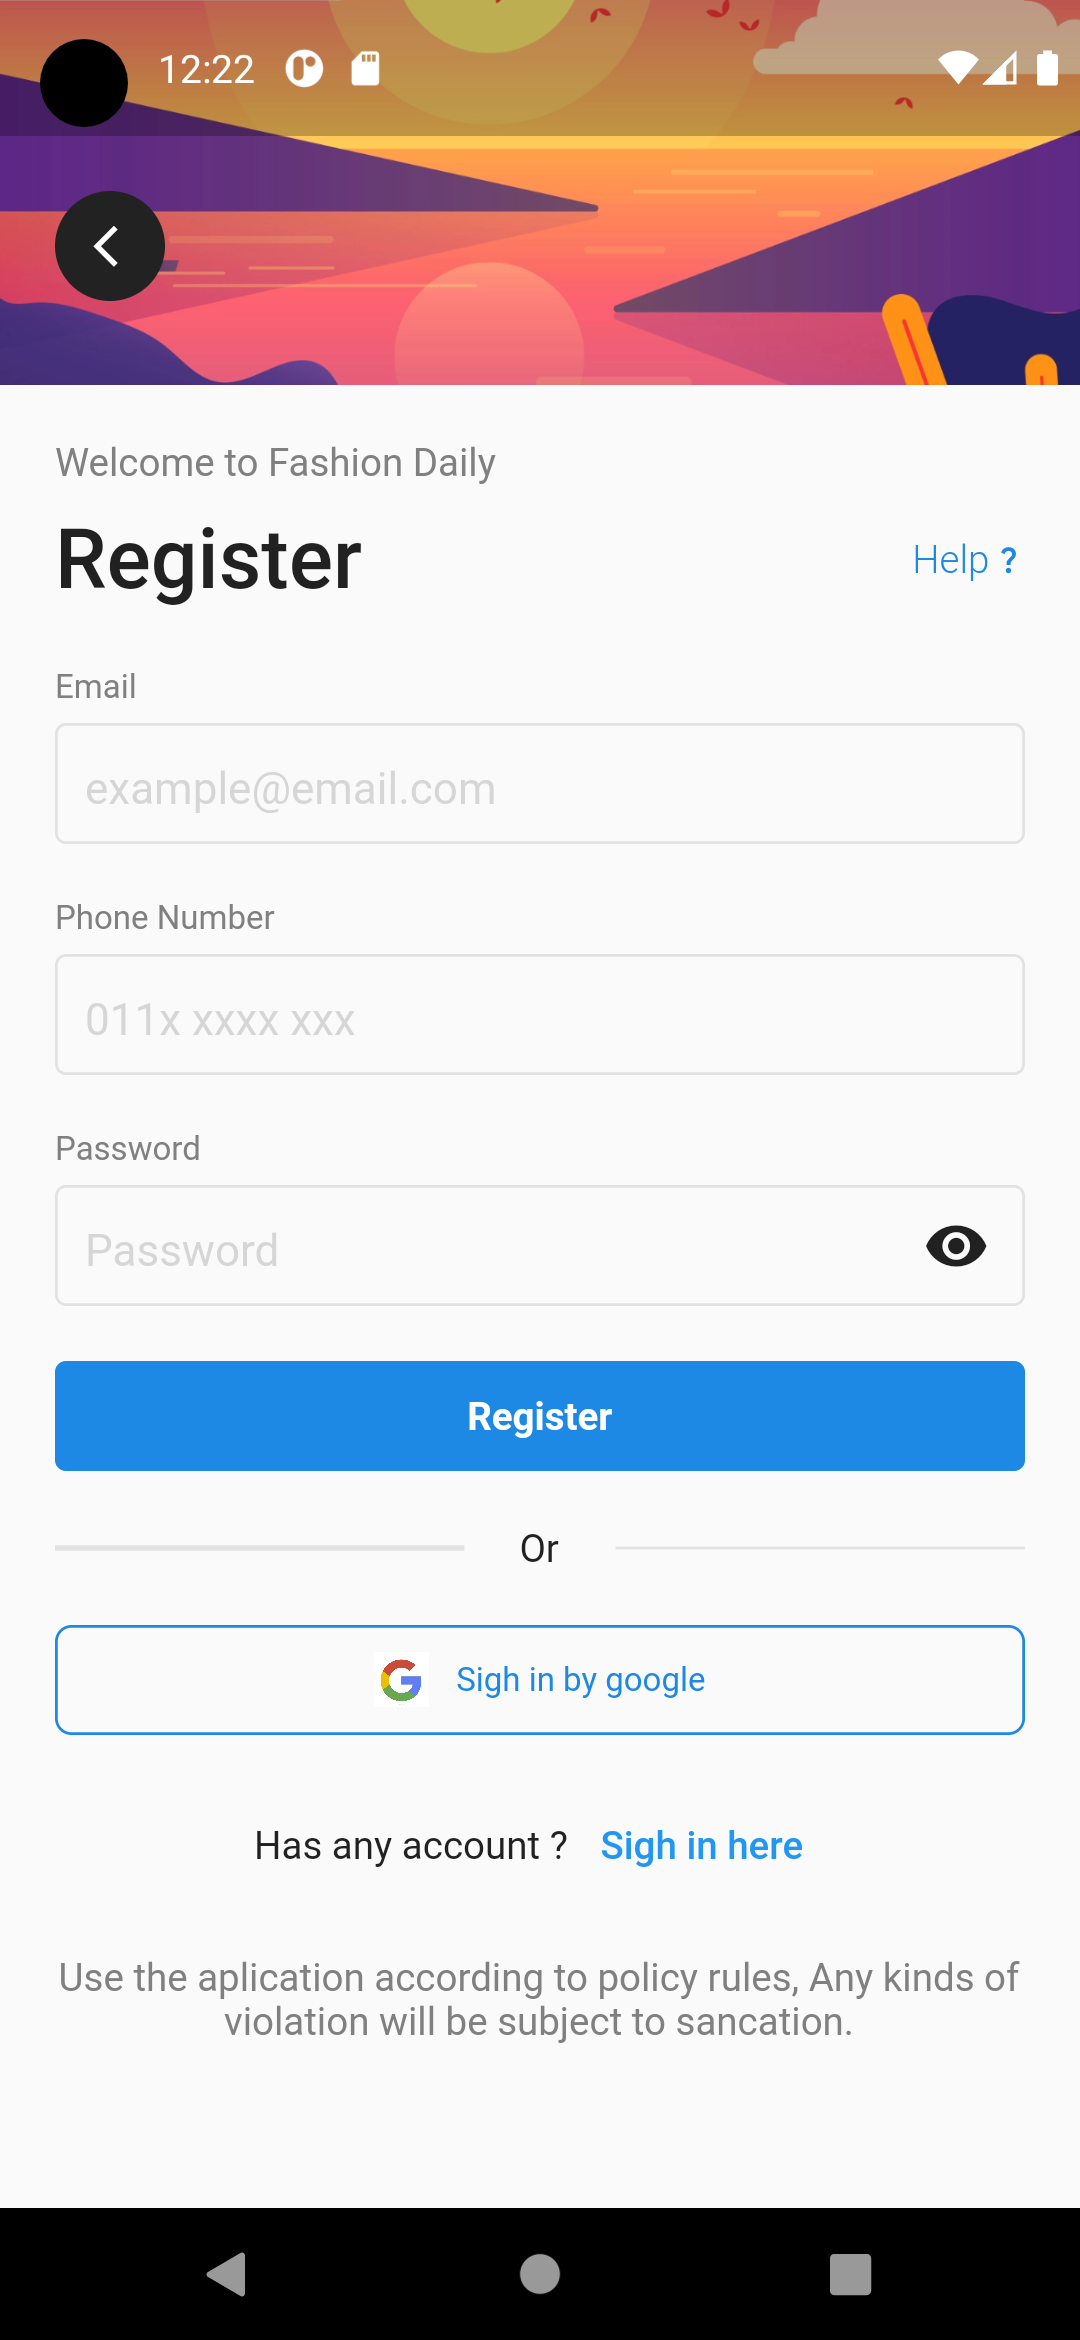 12:22
Welcome to Fashion Daily
Register
Help ?
Email
example@email.com
Phone Number
011x xxxx xxx
Password
Password
Register
Or
Sigh in by google
Has any account ? Sigh in here
Use the aplication according to policy rules, Any kinds of
violation will be subject to sancation.